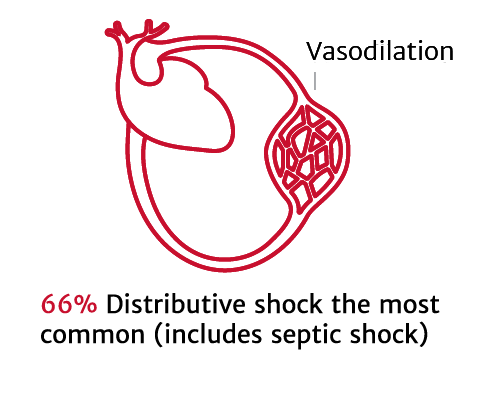 Vasodilation
66% Distributive shock the most
common (includes septic shock)